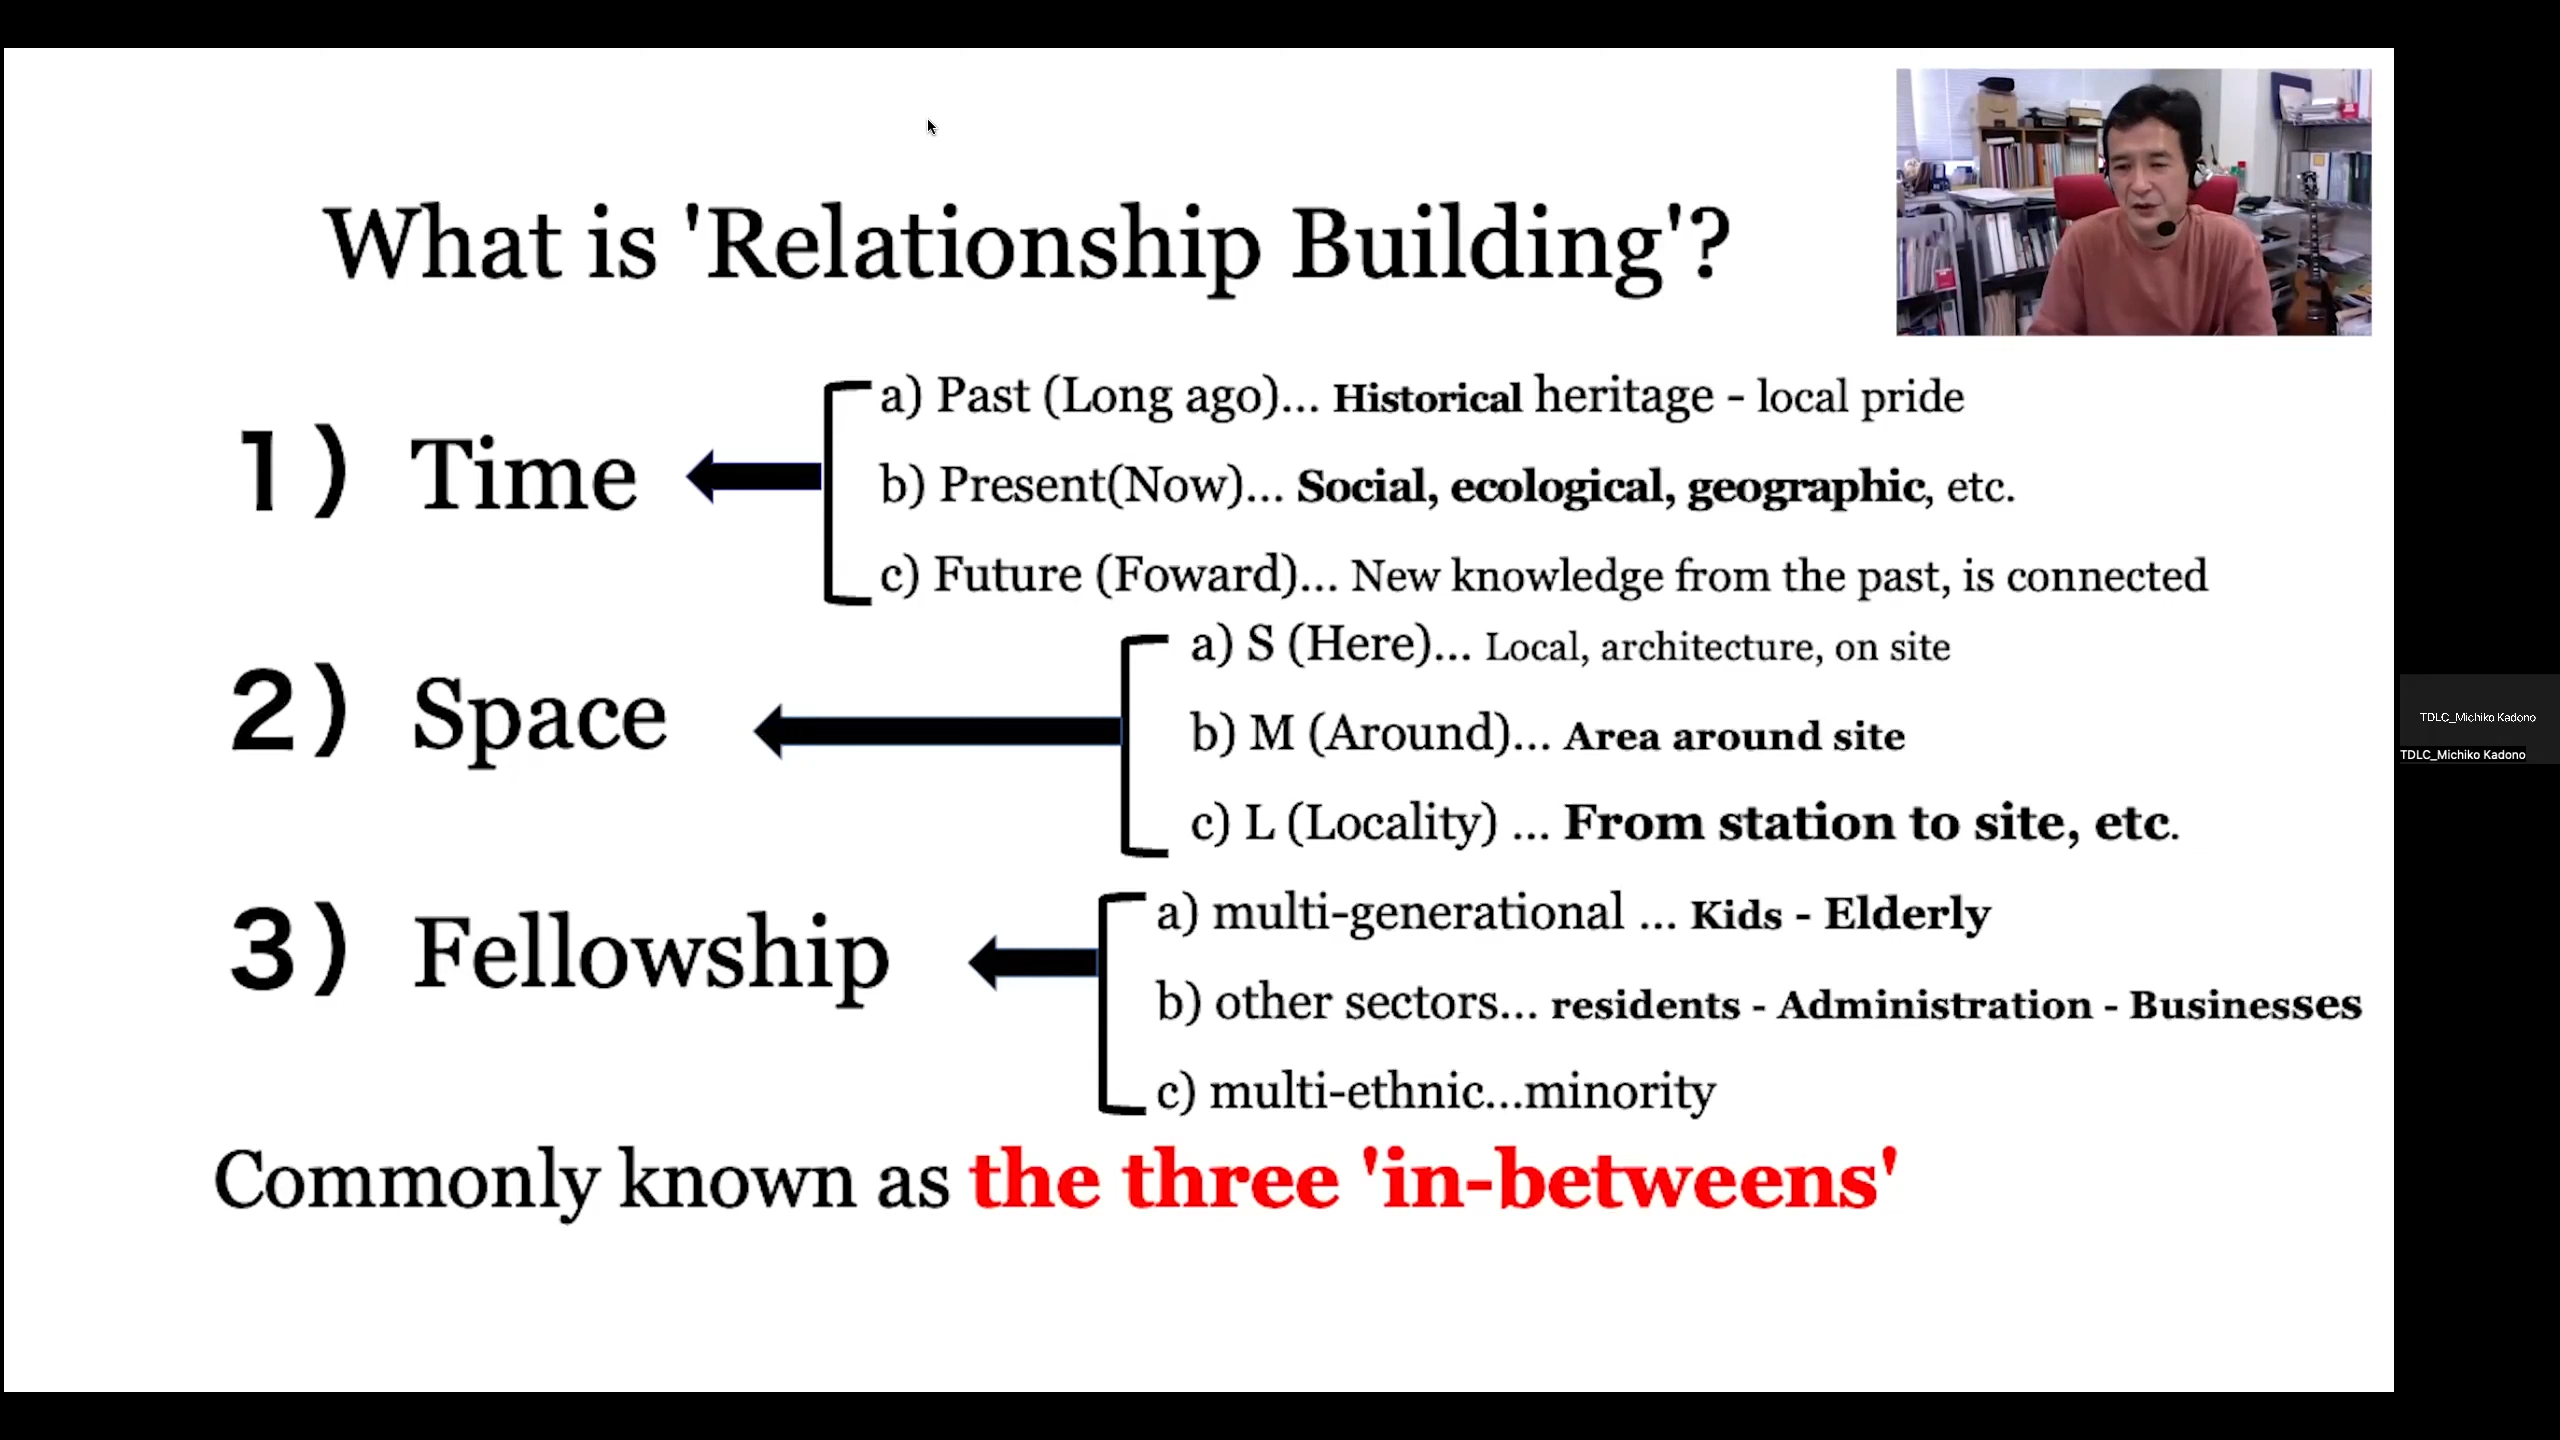 What is 'Relationship Building'?
1） Time
a) Past (Long ago)... Historical heritage - local pride
b) Present(Now)... Social, ecological, geographic, etc.
c) Future (Foward)... New knowledge from the past, is connected
2） Space
a) S (Here)... Local, architecture, on site
b) M (Around)... Area around site
c) L (Locality) ... From station to site, etc.
3） Fellowship
a) multi-generational ... Kids - Elderly
b) other sectors... residents - Administration - Businesses
c) multi-ethnic...minority
Commonly known as the three 'in-betweens'
TDLC_Michiko Kadono
TDLC_Michiko Kadono